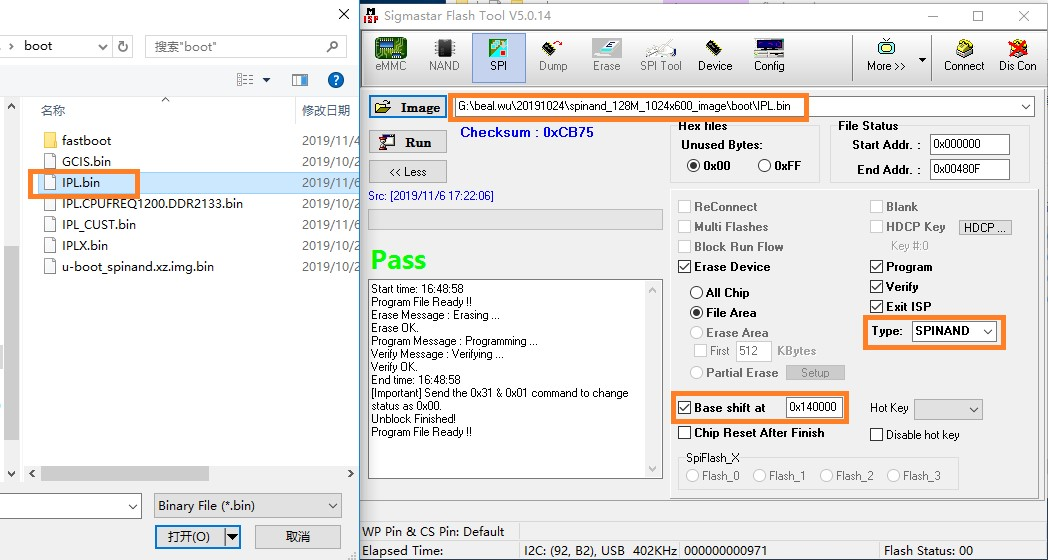 boot
搜索"boot"
名称
修改日期
fastboot
2019/11/4
GCIS.bin
2019/10/2
IPL.bin
2019/11/6
IPL.CPUFREQ1200.DDR2133.bin
2019/10/2
IPL_CUST.bin
2019/11/6
IPLX.bin
2019/10/2
u-boot_spinand.xz.img.bin
2019/10/2
Binary File (*.bin)
打开(O)
取消
Sigmastar Flash Tool V5.0.14
eMMC
NAND
SPI
Dump
Erase
SPI Tool
Device
Config
More >>
Connect
Dis Con
Image
G:\beal.wu\20191024\spinand_128M_1024x600_image\boot\IPL.bin
Run
Checksum : 0xCB75
<< Less
Src: [2019/11/6 17:22:06]
Hex files
Unused Bytes:
0x00
0xFF
File Status
Start Addr. :
0x000000
End Addr. :
0x00480F
Pass
Start time: 16:48:58
Program File Ready !!
Erase Message : Erasing ...
Erase OK.
Program Message : Programming ...
Verify Message : Verifying ...
Verify OK.
End time: 16:48:58
[Important] Send the 0x31 & 0x01 command to change
status as 0x00.
Unblock Finished!
Program File Ready !!
ReConnect
Multi Flashes
Block Run Flow
Erase Device
All Chip
File Area
Erase Area
First 512 KBytes
Partial Erase
Setup
Base shift at
0x140000
Chip Reset After Finish
Blank
HDCP Key
HDCP ...
Key #:0
Program
Verify
Exit ISP
Type:
SPINAND
Hot Key
Disable hot key
SpiFlash_X
Flash_0
Flash_1
Flash_2
Flash_3
WP Pin & CS Pin: Default
Elapsed Time:
I2C: (92, B2), USB 402KHz
000000000971
Flash Status: 00